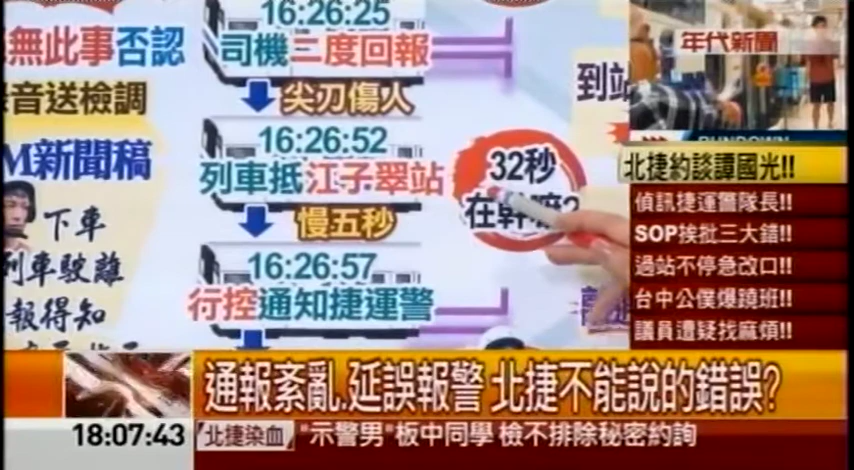 16:26:25
無此事否認
司機二度回報
尖刀傷人
音送檢調
到站
年代新聞
RUNDOWN
16:26:52
新聞稿
列車抵江子翠站
32秒
在幹嘛?
慢五秒
下車
列車駛離
報得知
16:26:57
行控通知捷運警
北捷約談譚國光!!
偵訊捷運警隊長!!
SOP挨批三大錯!!
過站不停急改口!!
台中公僕爆蹺班!!
議員遭疑找麻煩!!
通報紊亂.延誤報警 北捷不能說的錯誤?
18:07:43
北捷染血
"示警男"板中同學 檢不排除秘密約詢